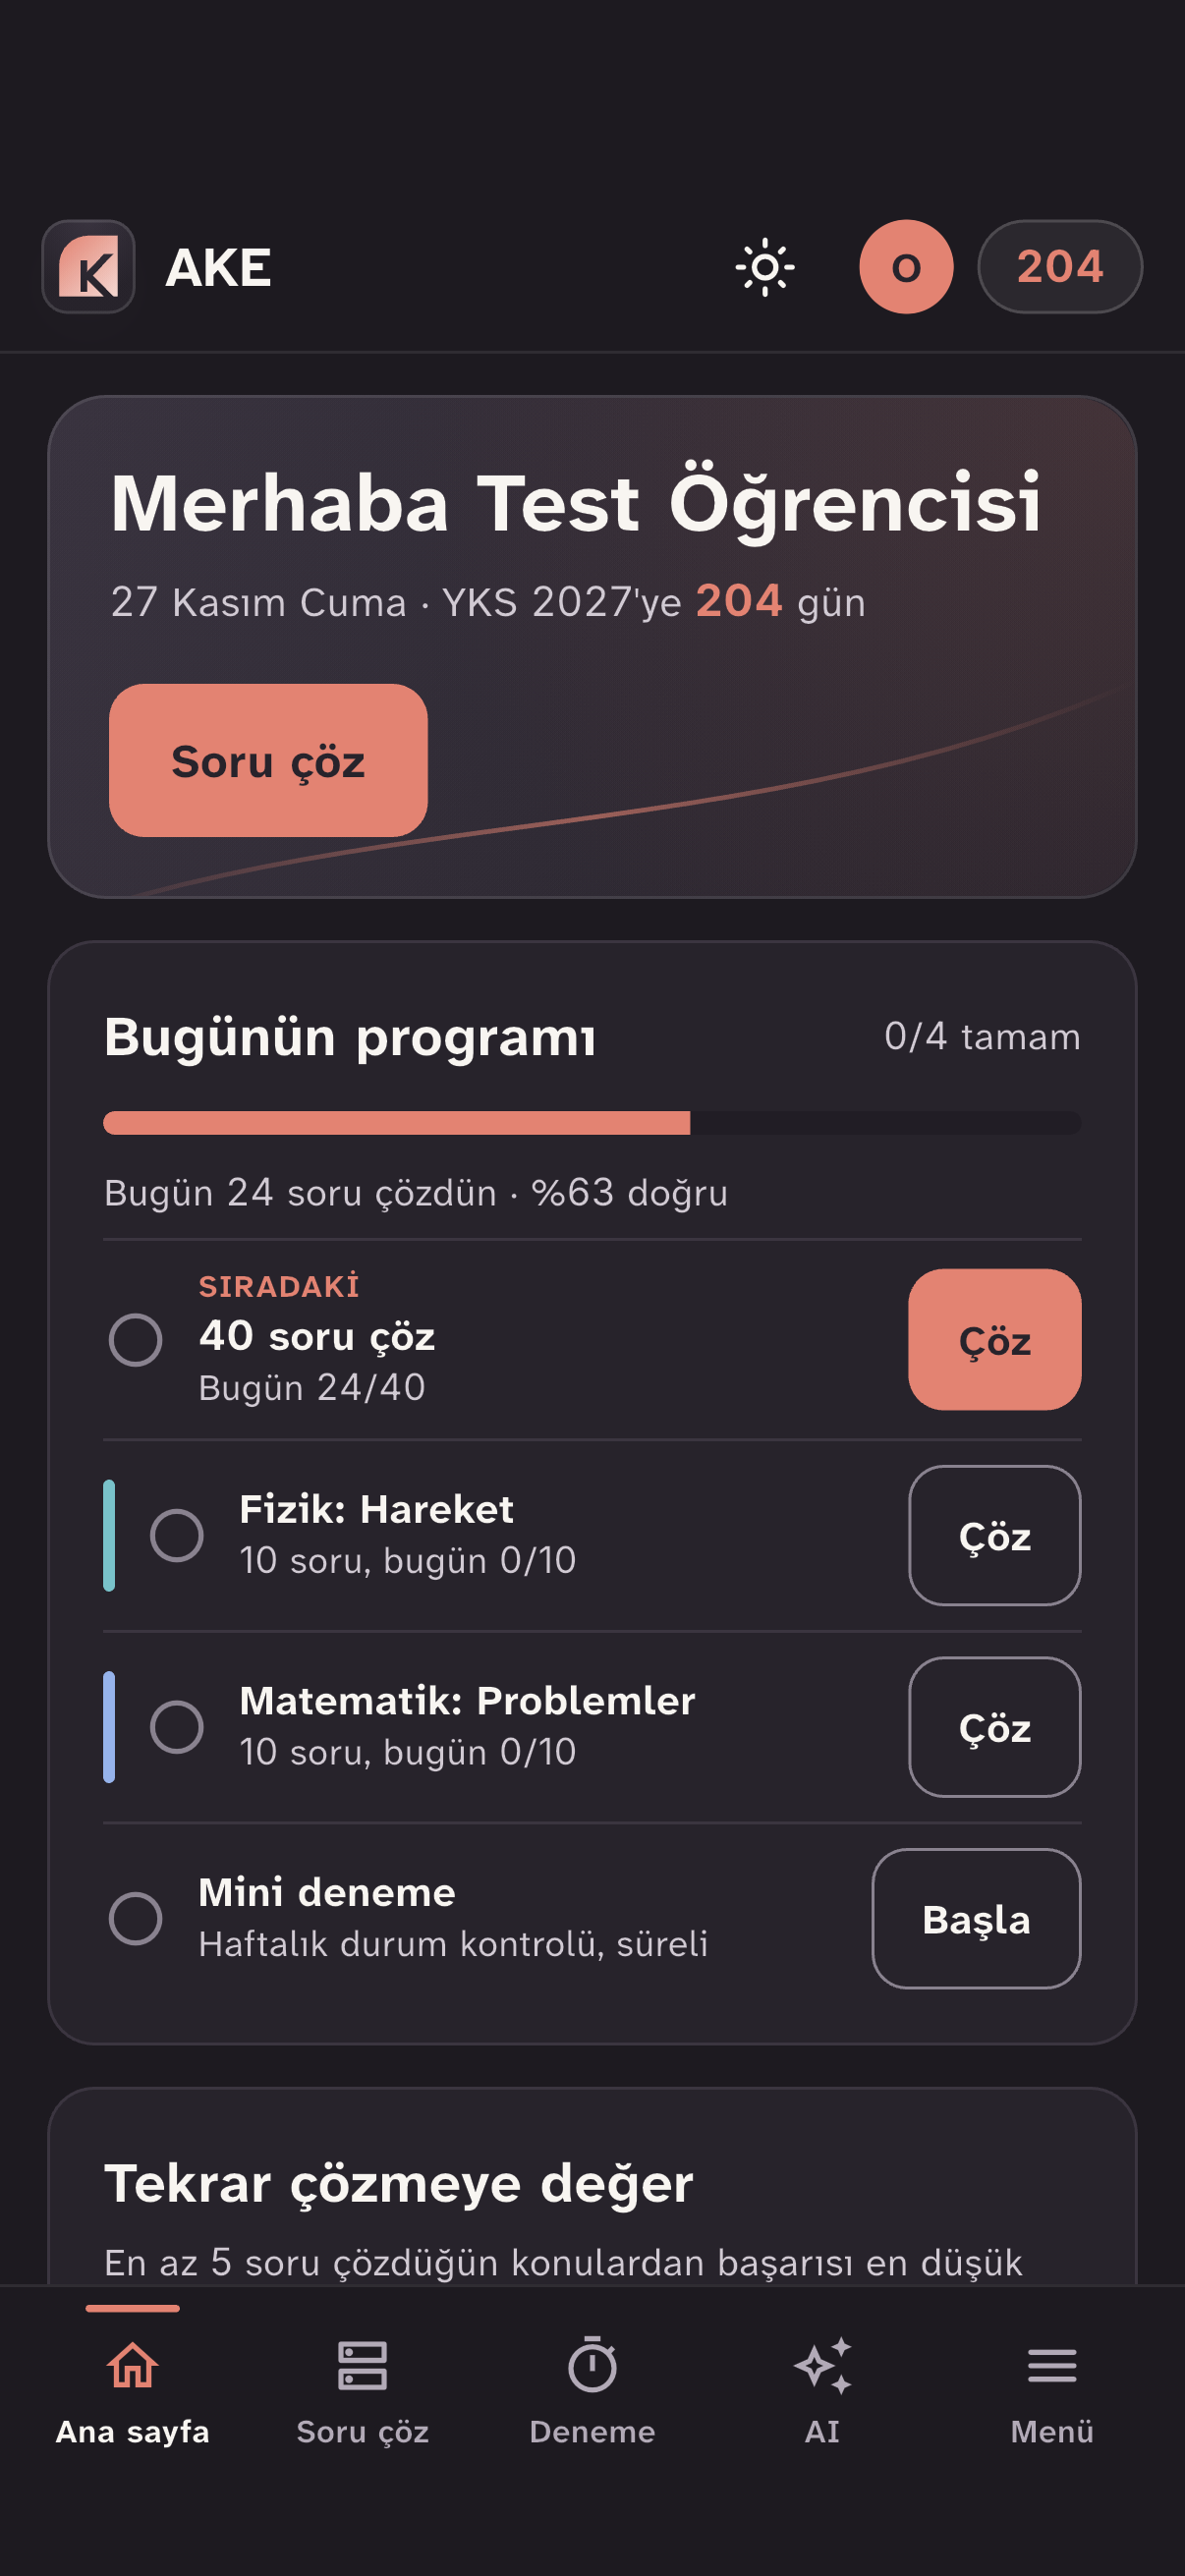 K
AKE
O
204
Merhaba Test Öğrencisi
27 Kasım Cuma · YKS 2027'ye 204 gün
Soru çöz
Bugünün programı
0/4 tamam
Bugün 24 soru çözdün · %63 doğru
SIRADAKİ
40 soru çöz
Bugün 24/40
Çöz
Fizik: Hareket
10 soru, bugün 0/10
Çöz
Matematik: Problemler
10 soru, bugün 0/10
Çöz
Mini deneme
Haftalık durum kontrolü, süreli
Başla
Tekrar çözmeye değer
En az 5 soru çözdüğün konulardan başarısı en düşük
Ana sayfa
Soru çöz
Deneme
AI
Menü